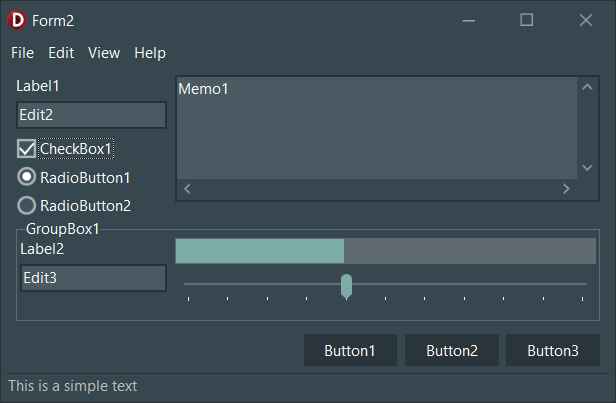 D Form2
File Edit View Help
Label1
Edit2
Memo1
CheckBox1
RadioButton1
RadioButton2
GroupBox1
Label2
Edit3
Button1 Button2 Button3
This is a simple text